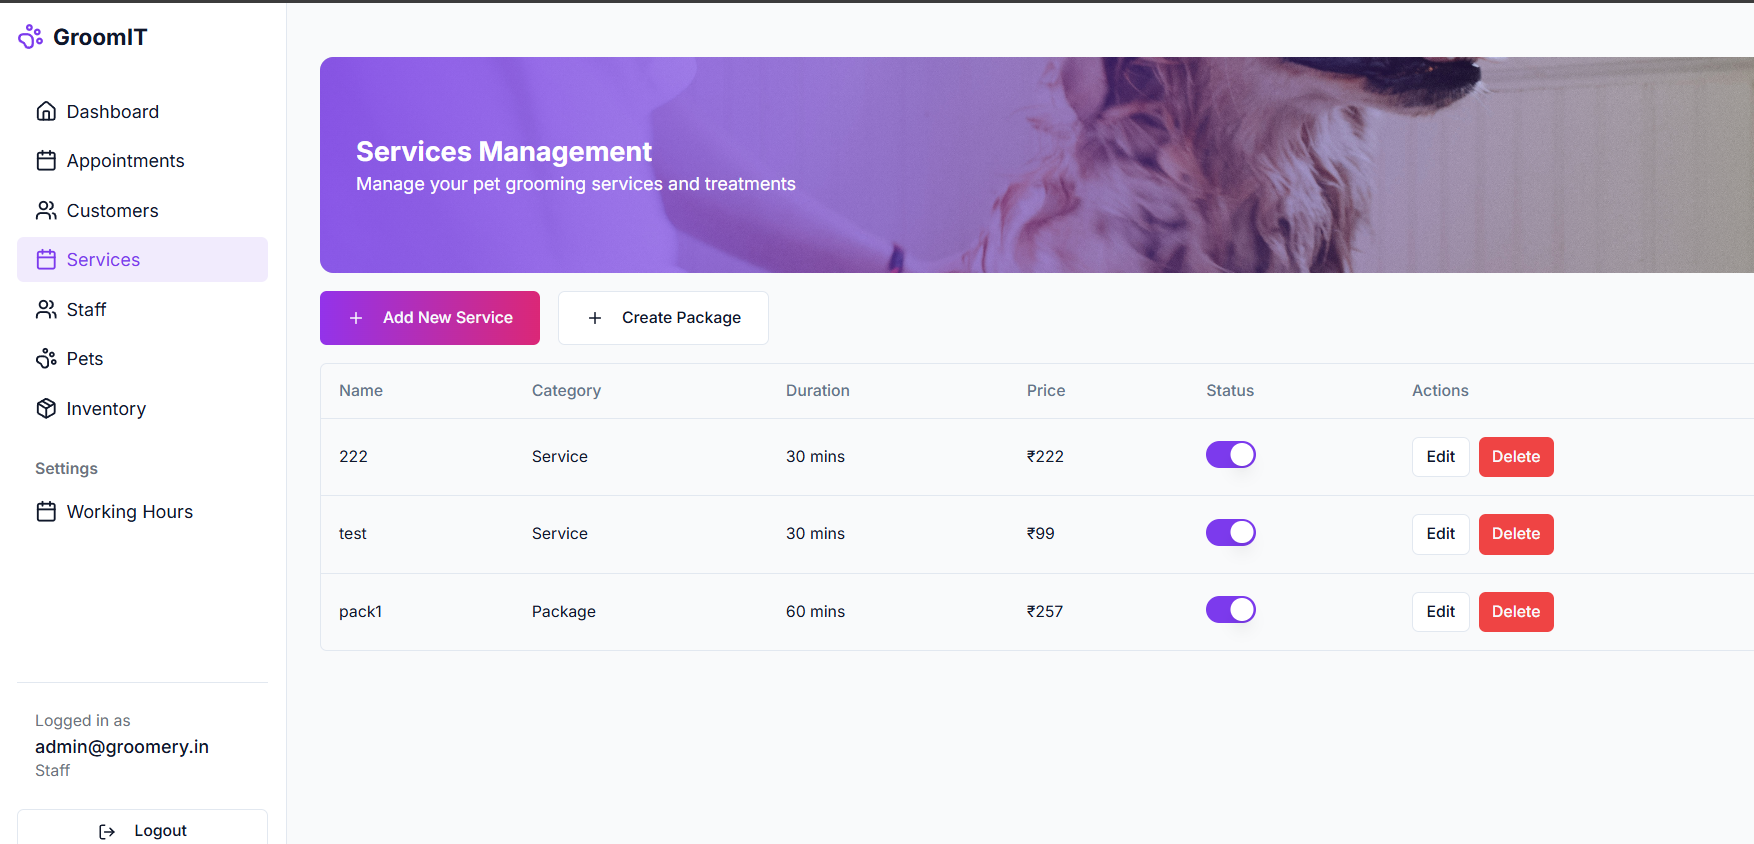 GroomIT
Dashboard
Appointments
Customers
Services
Staff
Pets
Inventory
Settings
Working Hours
Logged in as
admin@groomery.in
Staff
Logout
Services Management
Manage your pet grooming services and treatments
+ Add New Service
+ Create Package
Name Category Duration Price Status Actions
222 Service 30 mins ₹222 Edit Delete
test Service 30 mins ₹99 Edit Delete
pack1 Package 60 mins ₹257 Edit Delete